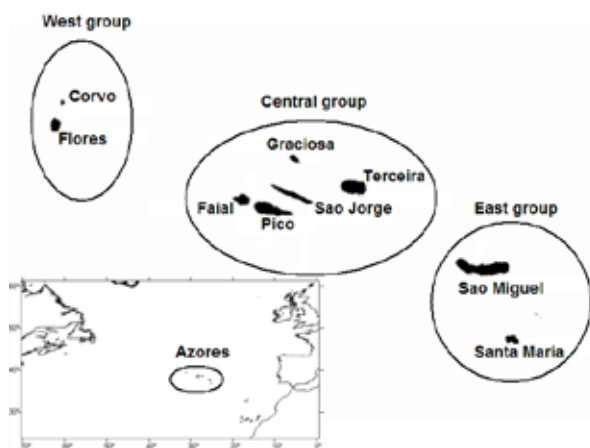 West group
Corvo
Flores
Central group
Graciosa
Terceira
Faial
Sao Jorge
Pico
East group
Sao Miguel
Santa Maria
Azores